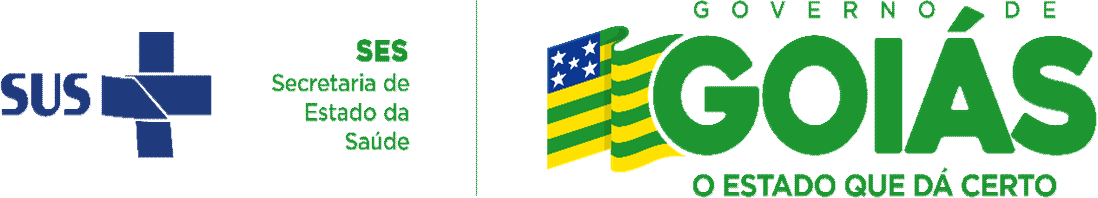 SUS
SES
Secretaria de
Estado da
Saúde
GOVERNO DE
GOIÁS
O ESTADO QUE DÁ CERTO